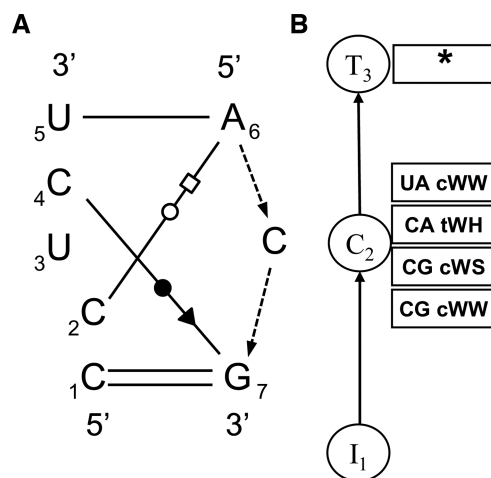 A
3’ 5’
5U A6
4C
3U C
2C
1C G7
5’ 3’
B
T3 *
UA cWW
CA tWH
C2
CG cWS
CG cWW
I1